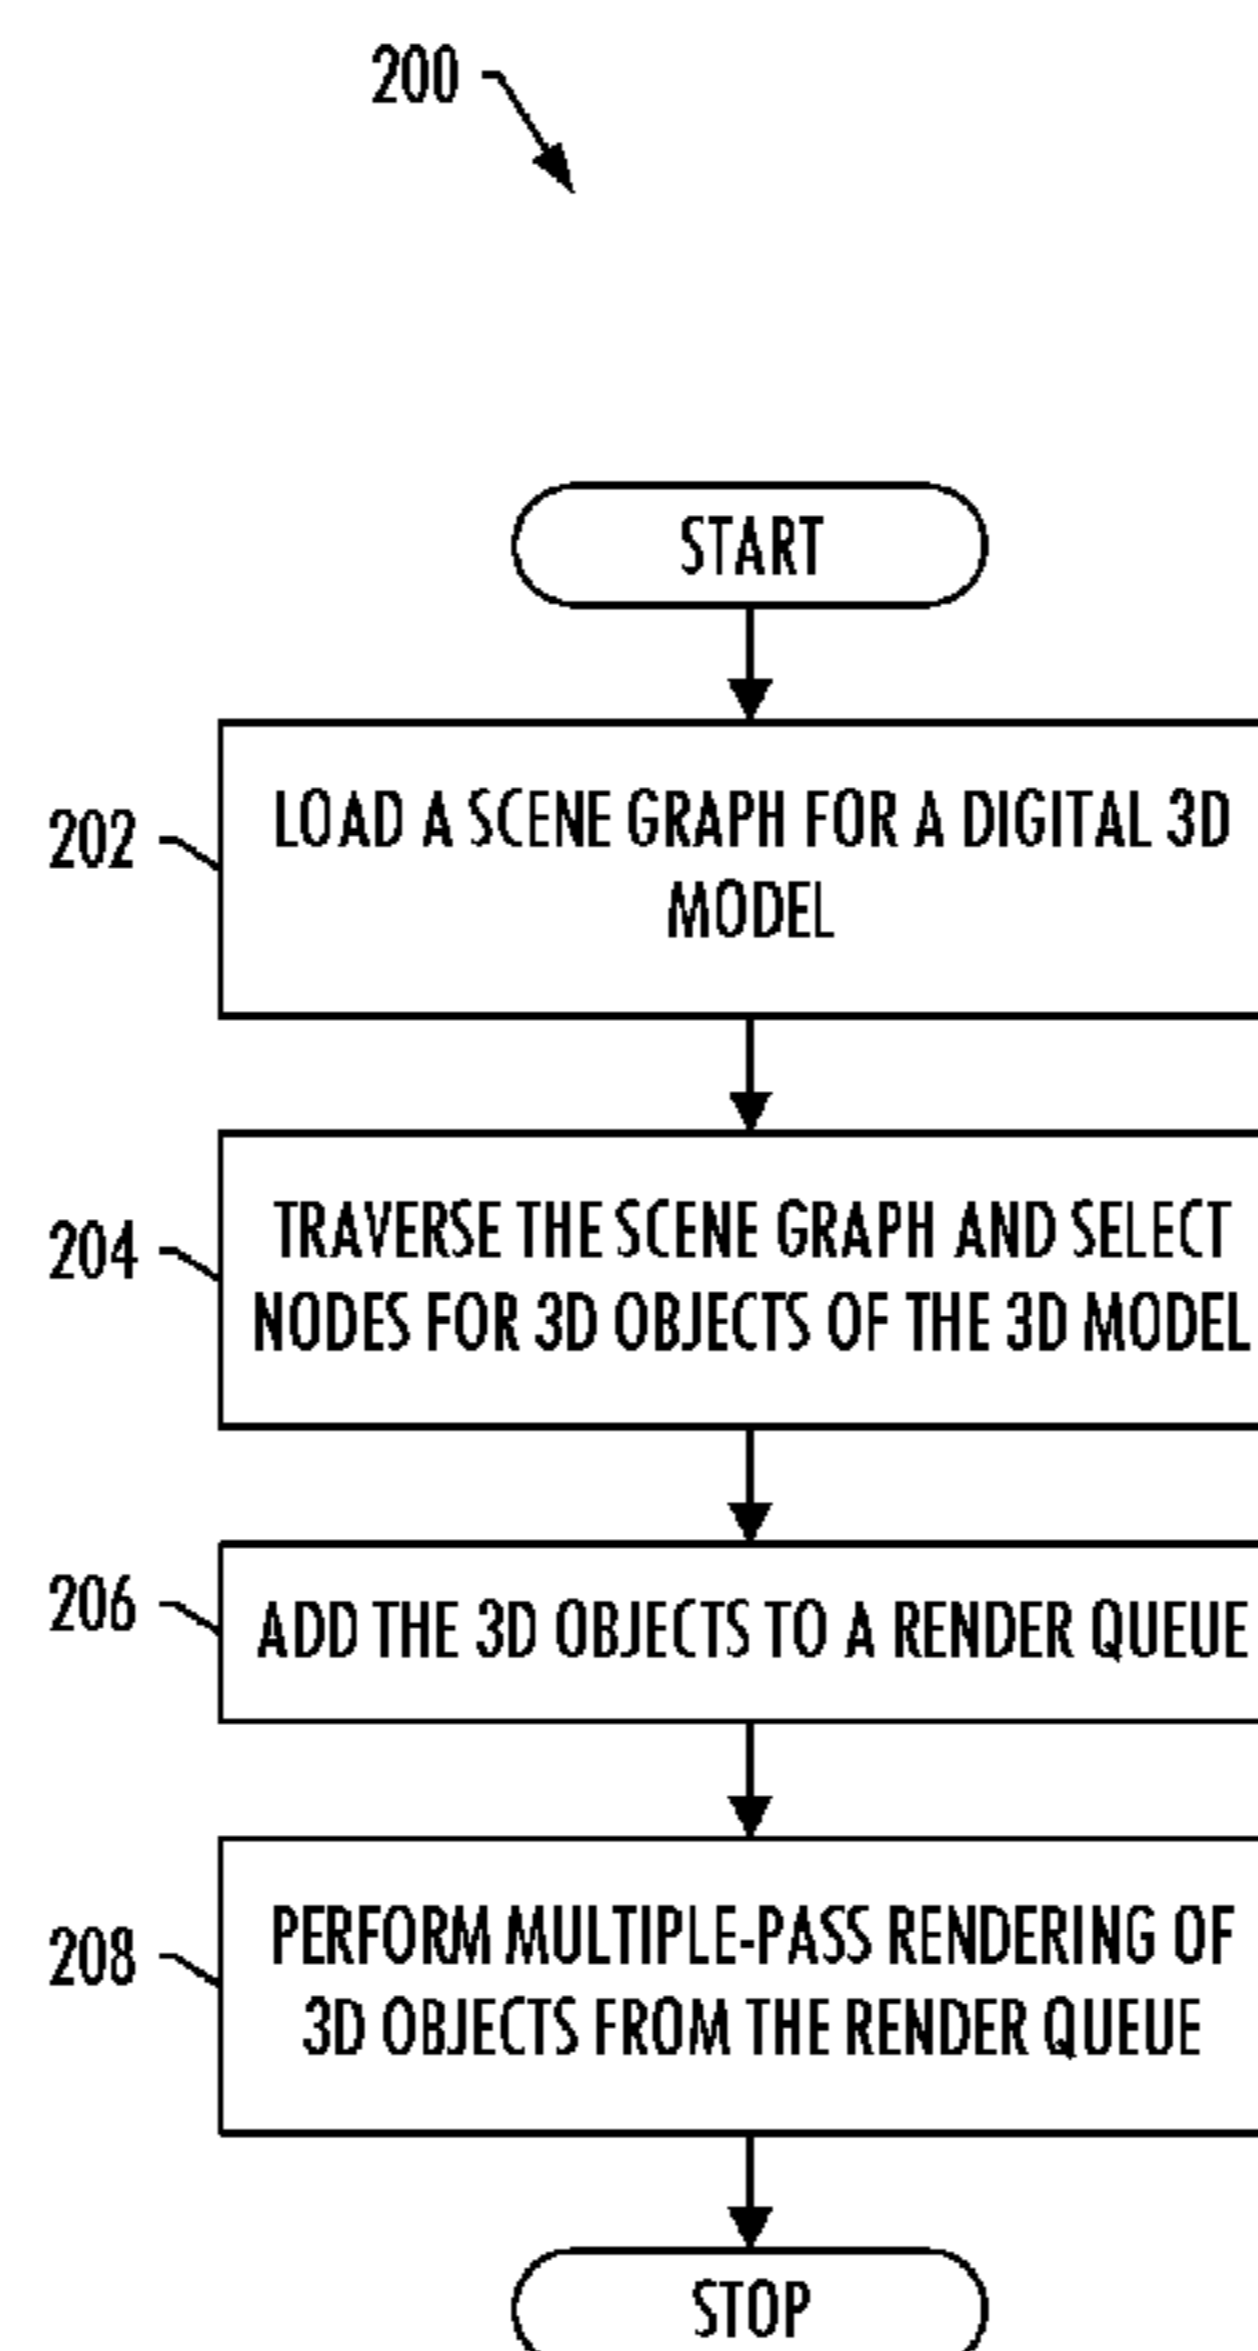 200
START
202
LOAD A SCENE GRAPH FOR A DIGITAL 3D
MODEL
204
TRAVERSE THE SCENE GRAPH AND SELECT
NODES FOR 3D OBJECTS OF THE 3D MODEL
206
ADD THE 3D OBJECTS TO A RENDER QUEUE
208
PERFORM MULTIPLE-PASS RENDERING OF
3D OBJECTS FROM THE RENDER QUEUE
STOP